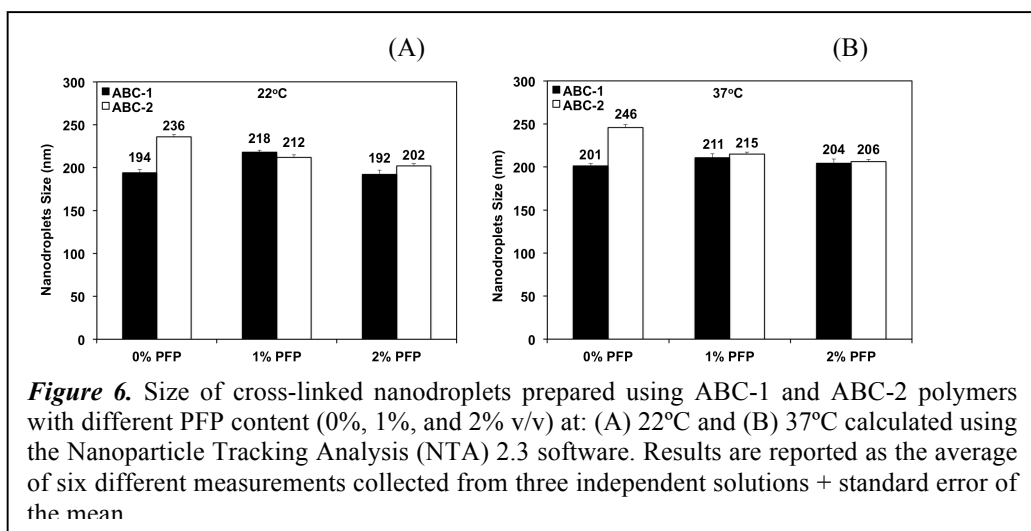 (A) (B)
300 300
ABC-1 22ºC ABC-1 37ºC
ABC-2 ABC-2
250 236 250 246
218 212 211 215
194 192 202 201 204 206
200 200
150 150
100 100
50 50
0 0
Nanodroplets Size (nm) Nanodroplets Size (nm)
0% PFP 1% PFP 2% PFP 0% PFP 1% PFP 2% PFP
Figure 6. Size of cross-linked nanodroplets prepared using ABC-1 and ABC-2 polymers
with different PFP content (0%, 1%, and 2% v/v) at: (A) 22ºC and (B) 37ºC calculated using
the Nanoparticle Tracking Analysis (NTA) 2.3 software. Results are reported as the average
of six different measurements collected from three independent solutions + standard error of
the mean